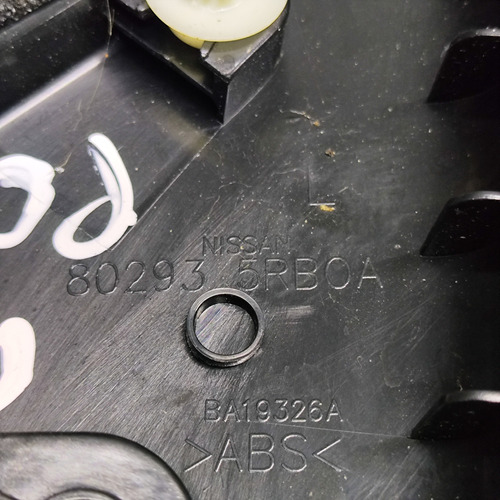 L
NISSAN
80293 5RB0A
BA19326A
>ABS<